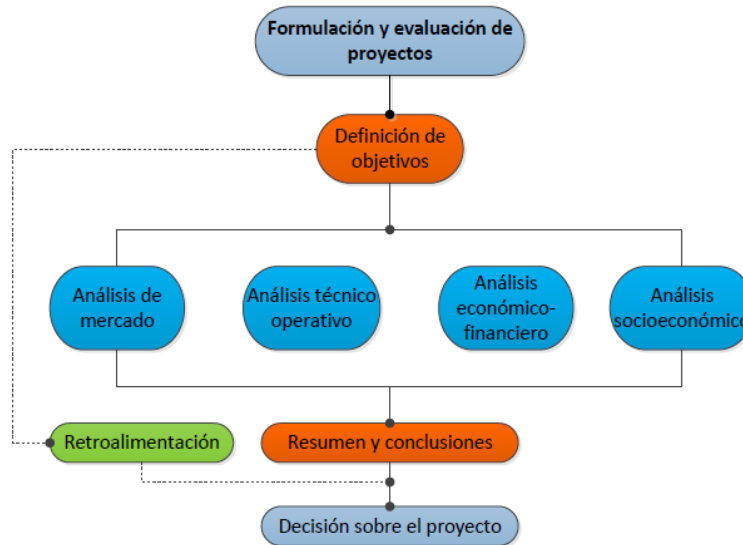 Formulación y evaluación de
proyectos
Definición de
objetivos
Análisis de
mercado
Análisis técnico
operativo
Análisis
económico-
financiero
Análisis
socioeconómico
Retroalimentación
Resumen y conclusiones
Decisión sobre el proyecto